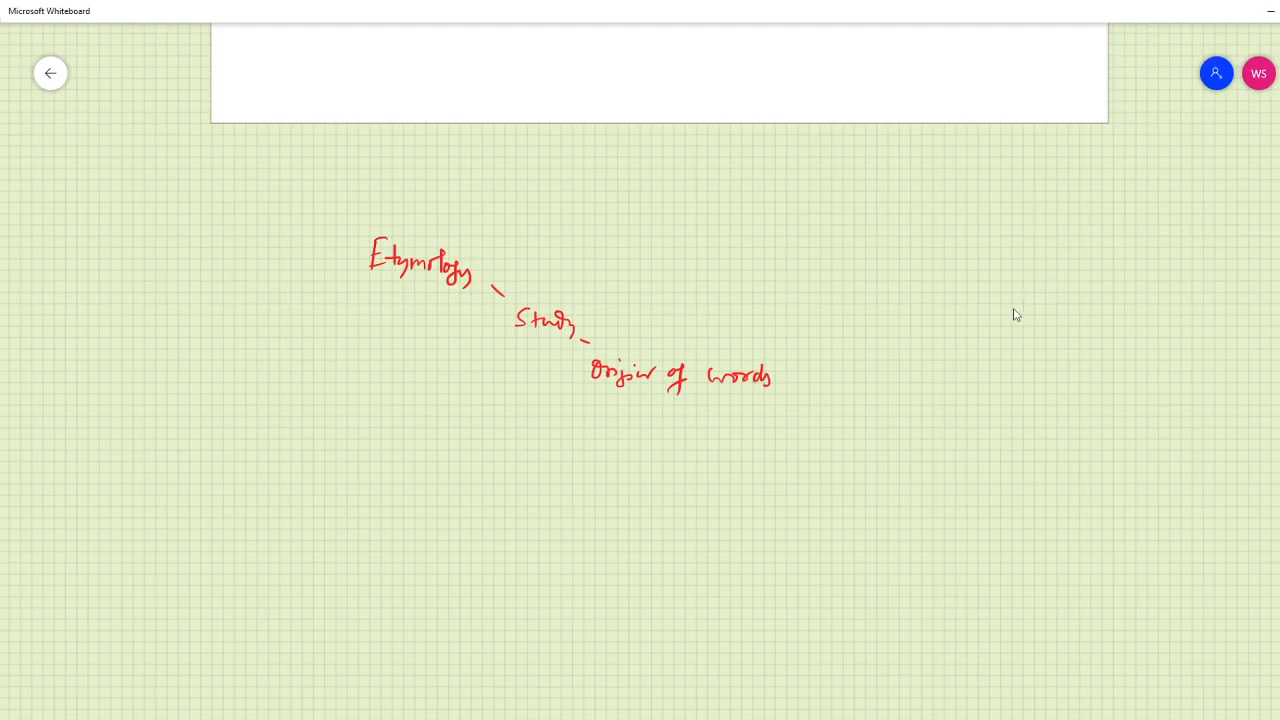 Microsoft Whiteboard
WS
Etymology -
Study -
Origin of words